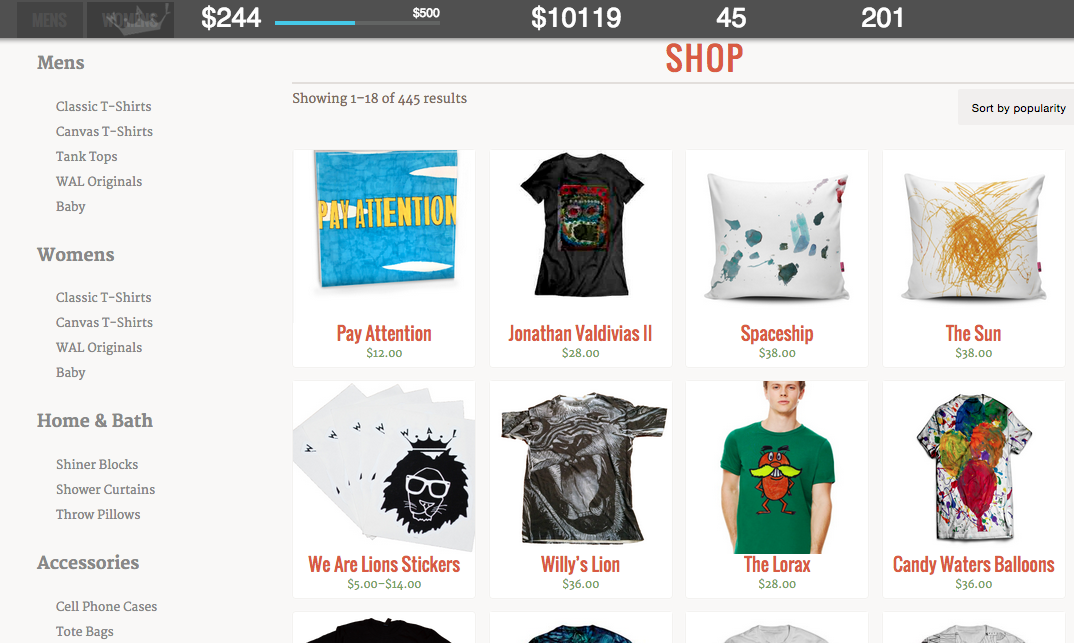 MENS
WOMENS
$244
$500
$10119
45
201
SHOP
Showing 1–18 of 445 results
Sort by popularity
Mens
Classic T-Shirts
Canvas T-Shirts
Tank Tops
WAL Originals
Baby
Womens
Classic T-Shirts
Canvas T-Shirts
WAL Originals
Baby
Home & Bath
Shiner Blocks
Shower Curtains
Throw Pillows
Accessories
Cell Phone Cases
Tote Bags
PAY ATTENTION
Pay Attention
$12.00
Jonathan Valdivias II
$28.00
Spaceship
$38.00
The Sun
$38.00
W W W W W A L
We Are Lions Stickers
$5.00–$14.00
Willy's Lion
$36.00
The Lorax
$28.00
Candy Waters Balloons
$36.00